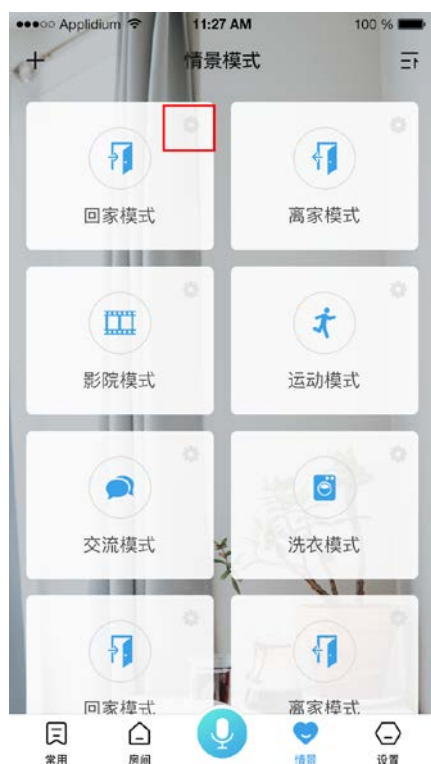 Applidium 11:27 AM 100 %
情景模式
回家模式 离家模式
影院模式 运动模式
交流模式 洗衣模式
回家模式 离家模式
常用 房间 情景 设置